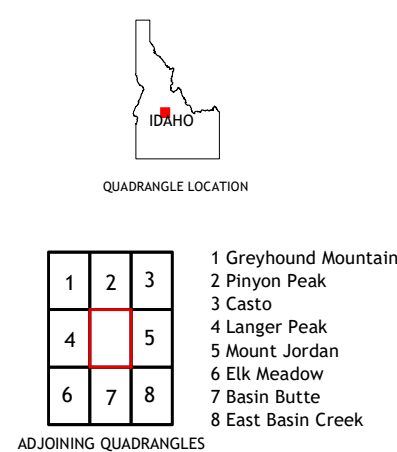 IDAHO
QUADRANGLE LOCATION
1 2 3
4 5
6 7 8
1 Greyhound Mountain
2 Pinyon Peak
3 Casto
4 Langer Peak
5 Mount Jordan
6 Elk Meadow
7 Basin Butte
8 East Basin Creek
ADJOINING QUADRANGLES